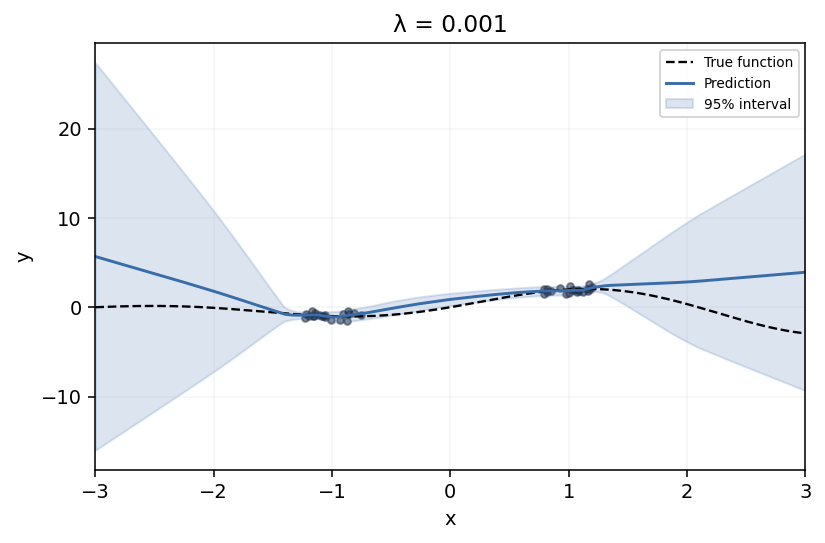 λ = 0.001
True function
Prediction
95% interval
20
10
0
−10
y
−3 −2 −1 0 1 2 3
x